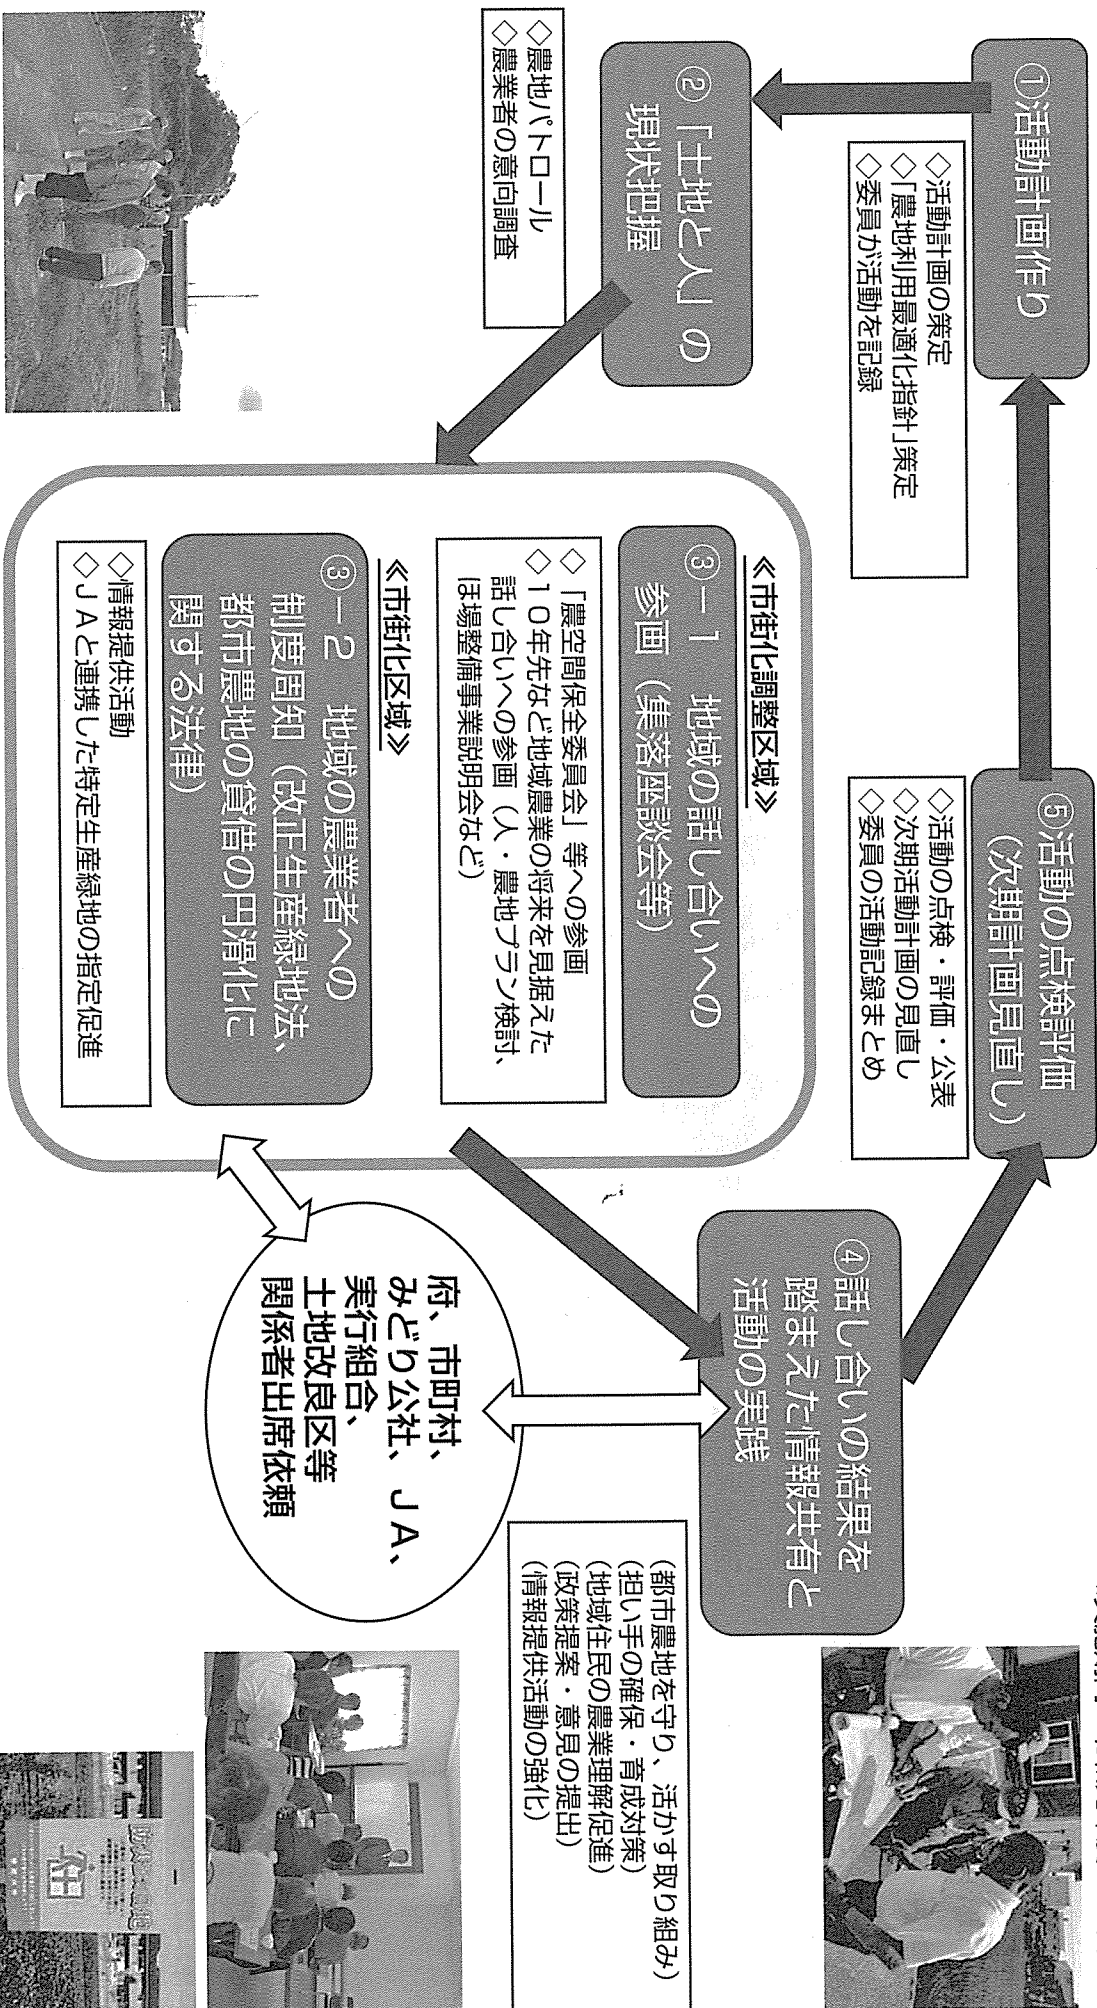 ①活動計画作り
◇活動計画の策定
◇「農地利用最適化指針」策定
◇委員が活動を記録
②「土地と人」の
現状把握
◇農地パトロール
◇農業者の意向調査
≪市街化調整区域≫
③－１　地域の話し合いへの
参画（集落座談会等）
◇「農空間保全委員会」等への参画
◇１０年先など地域農業の将来を見据えた
話し合いへの参画（人・農地プラン検討、
ほ場整備事業説明会など）
≪市街化区域≫
③－２　地域の農業者への
制度周知（改正生産緑地法、
都市農地の貸借の円滑化に
関する法律）
◇情報提供活動
◇ＪＡと連携した特定生産緑地の指定促進
④話し合いの結果を
踏まえた情報共有と
活動の実践
(都市農地を守り、活かす取り組み)
(担い手の確保・育成対策)
(地域住民の農業理解促進)
(政策提案・意見の提出)
(情報提供活動の強化)
府、市町村、
みどり公社、ＪＡ、
実行組合、
土地改良区等
関係者出席依頼
⑤活動の点検評価
（次期計画見直し）
◇活動の点検・評価・公表
◇次期活動計画の見直し
◇委員の活動記録まとめ